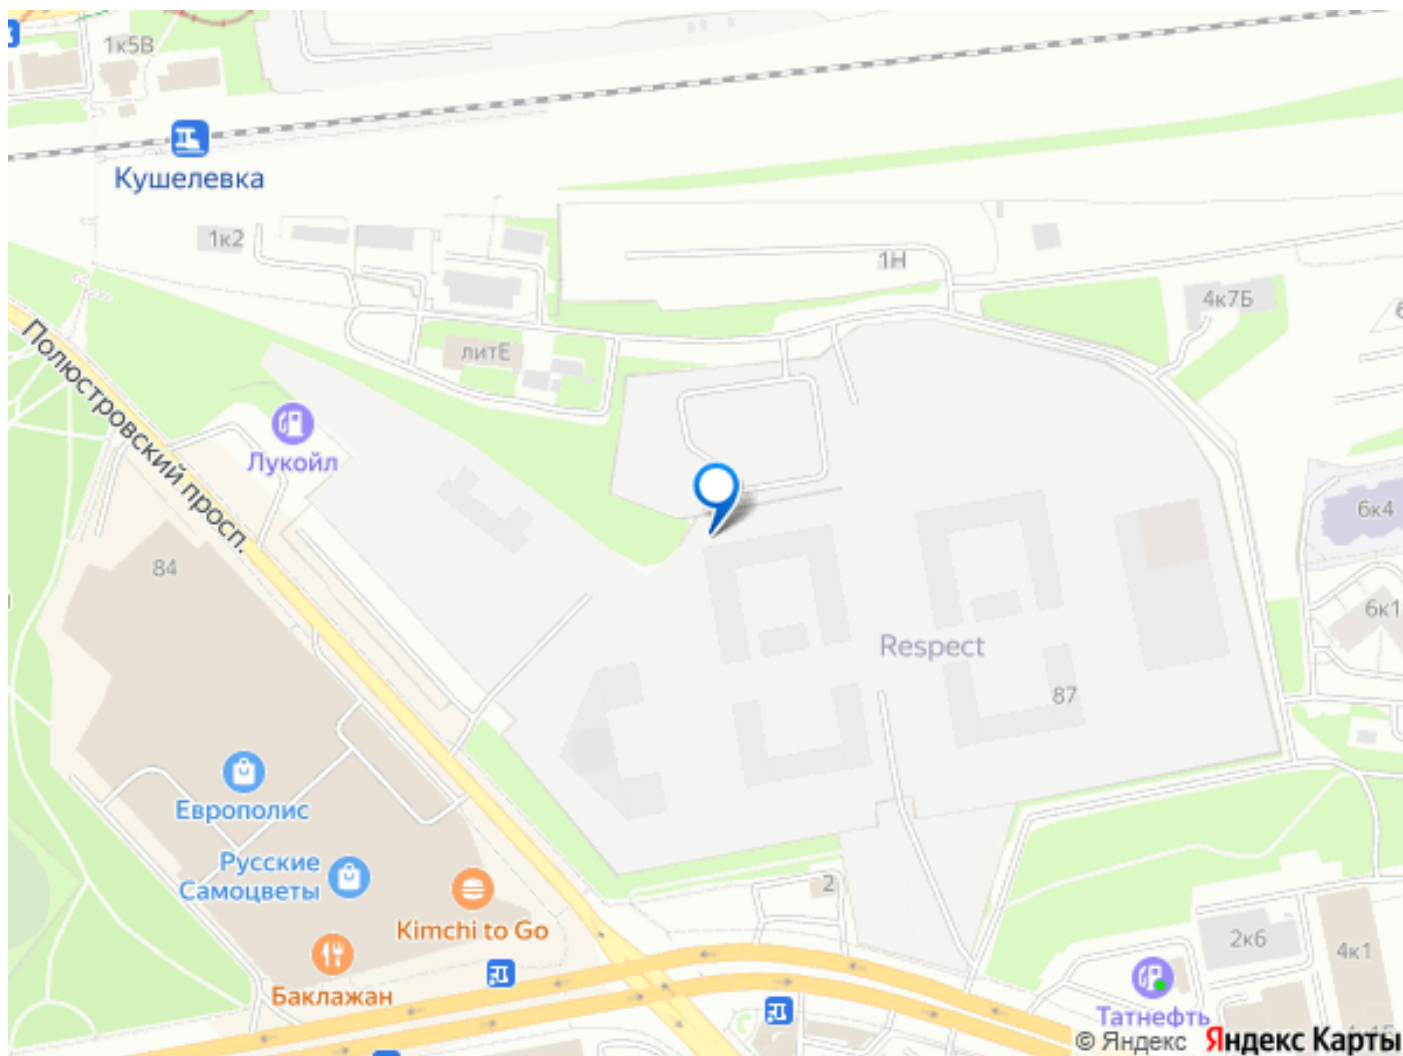 1к5В
Кушелевка
1к2
1Н
4к7Б
литЕ
Полюстровский просп.
Лукойл
6к4
84
6к1
Respect
87
Европолис
Русские
Самоцветы
2
Kimchi to Go
2к6
4к1
Баклажан
Татнефть
© Яндекс
Яндекс Карты